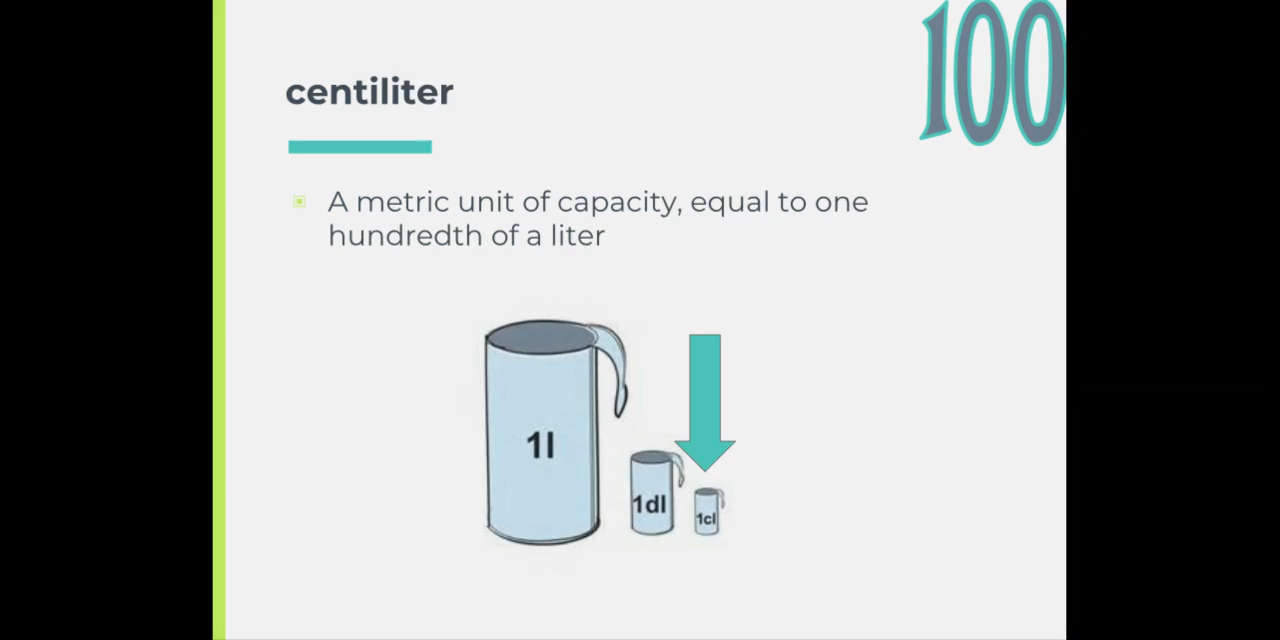 100
centiliter
A metric unit of capacity, equal to one
hundredth of a liter
1l
1dl
1cl